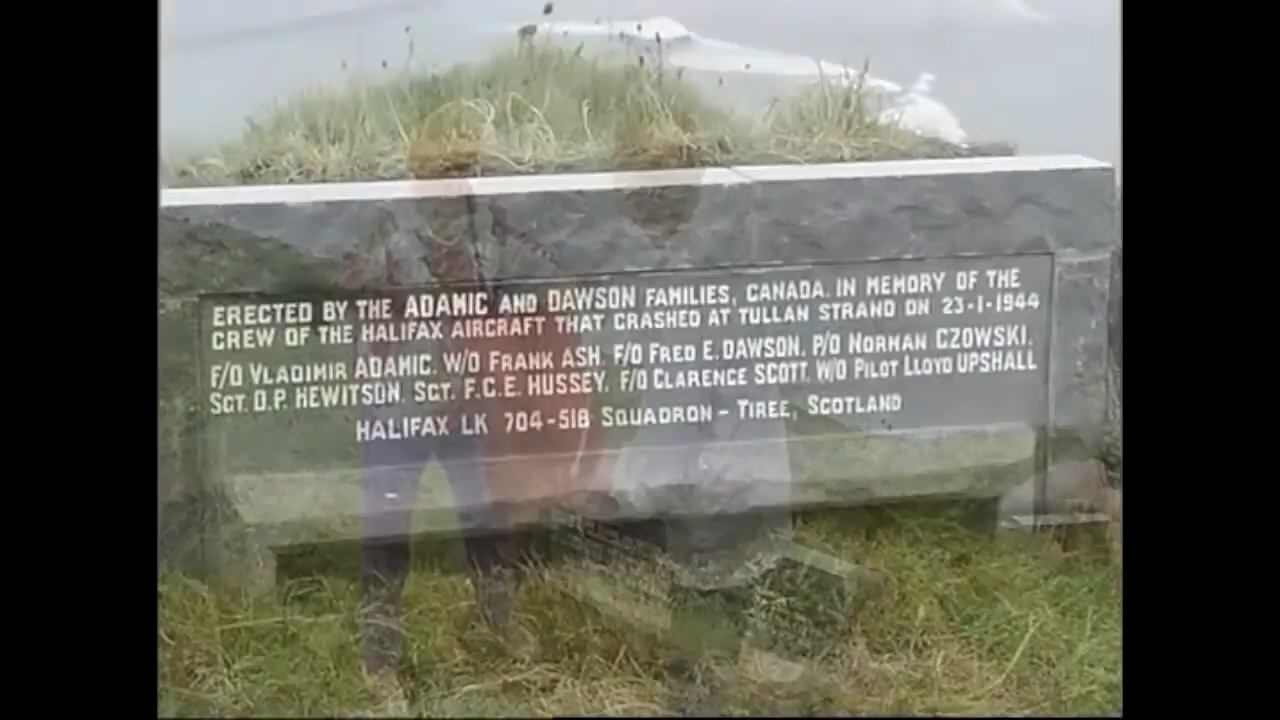 ERECTED BY THE ADAMIC AND DAWSON FAMILIES, CANADA. IN MEMORY OF THE
CREW OF THE HALIFAX AIRCRAFT THAT CRASHED AT TULLAN STRAND ON 23-1-1944
F/O VLADIMIR ADAMIC. W/O FRANK ASH. F/O FRED E. DAWSON. P/O NORMAN CZOWSKI.
SGT. D.P. HEWITSON. SGT. F.C.E. HUSSEY. F/O CLARENCE SCOTT. W/O PILOT LLOYD UPSHALL
HALIFAX LK 704-518 SQUADRON - TIREE, SCOTLAND